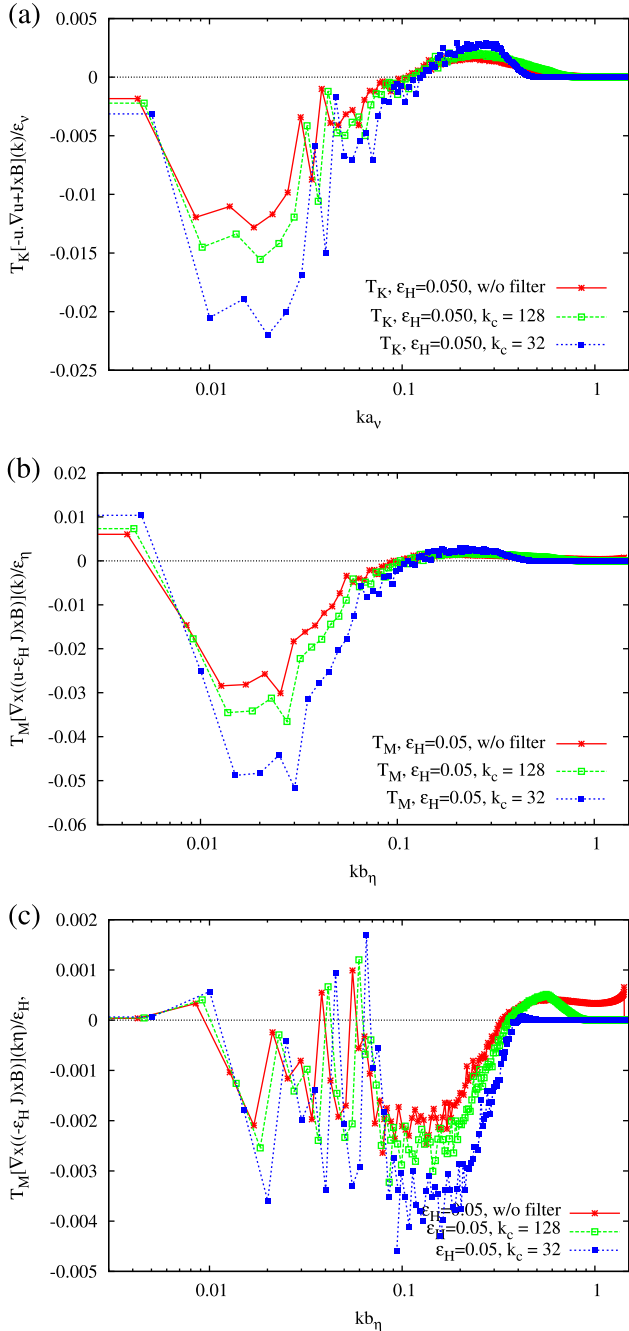 (a)
0.005
0
-0.005
-0.01
-0.015
-0.02
-0.025
T_K[-u.∇u+JxB](k)/ε_ν
T_K, ε_H=0.050, w/o filter
T_K, ε_H=0.050, k_c = 128
T_K, ε_H=0.050, k_c = 32
0.01 0.1 1
ka_ν
(b)
0.02
0.01
0
-0.01
-0.02
-0.03
-0.04
-0.05
-0.06
T_M[∇x((u-ε_H J)xB)](k)/ε_η
T_M, ε_H=0.05, w/o filter
T_M, ε_H=0.05, k_c = 128
T_M, ε_H=0.05, k_c = 32
0.01 0.1 1
kb_η
(c)
0.002
0.001
0
-0.001
-0.002
-0.003
-0.004
-0.005
T_M[∇x((-ε_H J)xB)](kη)/ε_H,
ε_H=0.05, w/o filter
ε_H=0.05, k_c = 128
ε_H=0.05, k_c = 32
0.01 0.1 1
kb_η